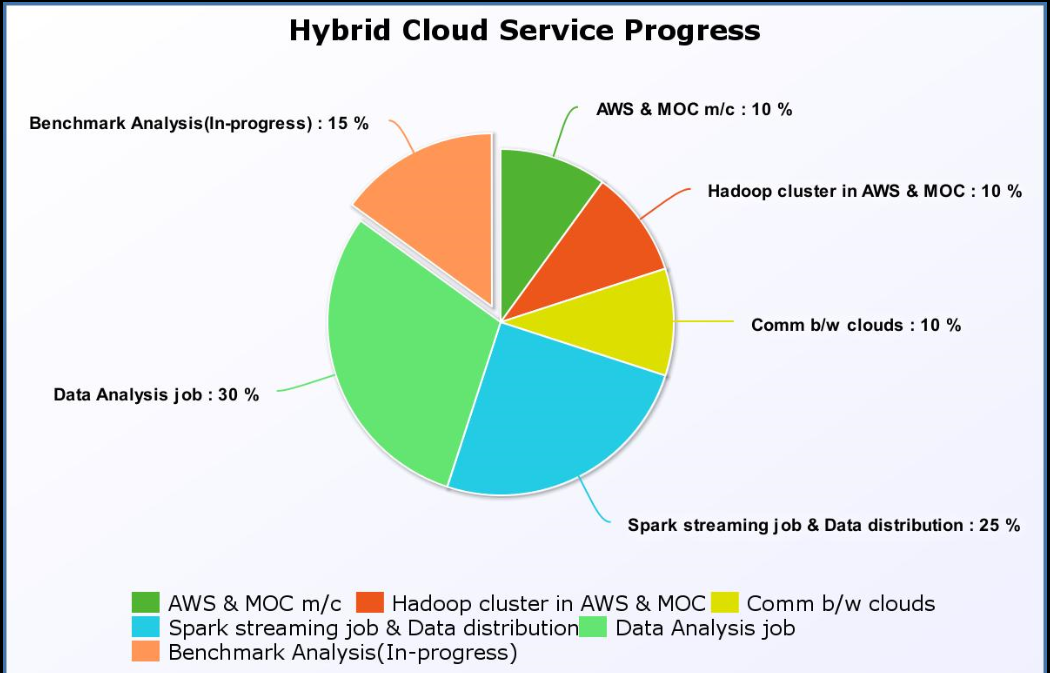 Hybrid Cloud Service Progress
AWS & MOC m/c : 10 %
Benchmark Analysis(In-progress) : 15 %
Hadoop cluster in AWS & MOC : 10 %
Comm b/w clouds : 10 %
Data Analysis job : 30 %
Spark streaming job & Data distribution : 25 %
AWS & MOC m/c Hadoop cluster in AWS & MOC Comm b/w clouds
Spark streaming job & Data distribution Data Analysis job
Benchmark Analysis(In-progress)